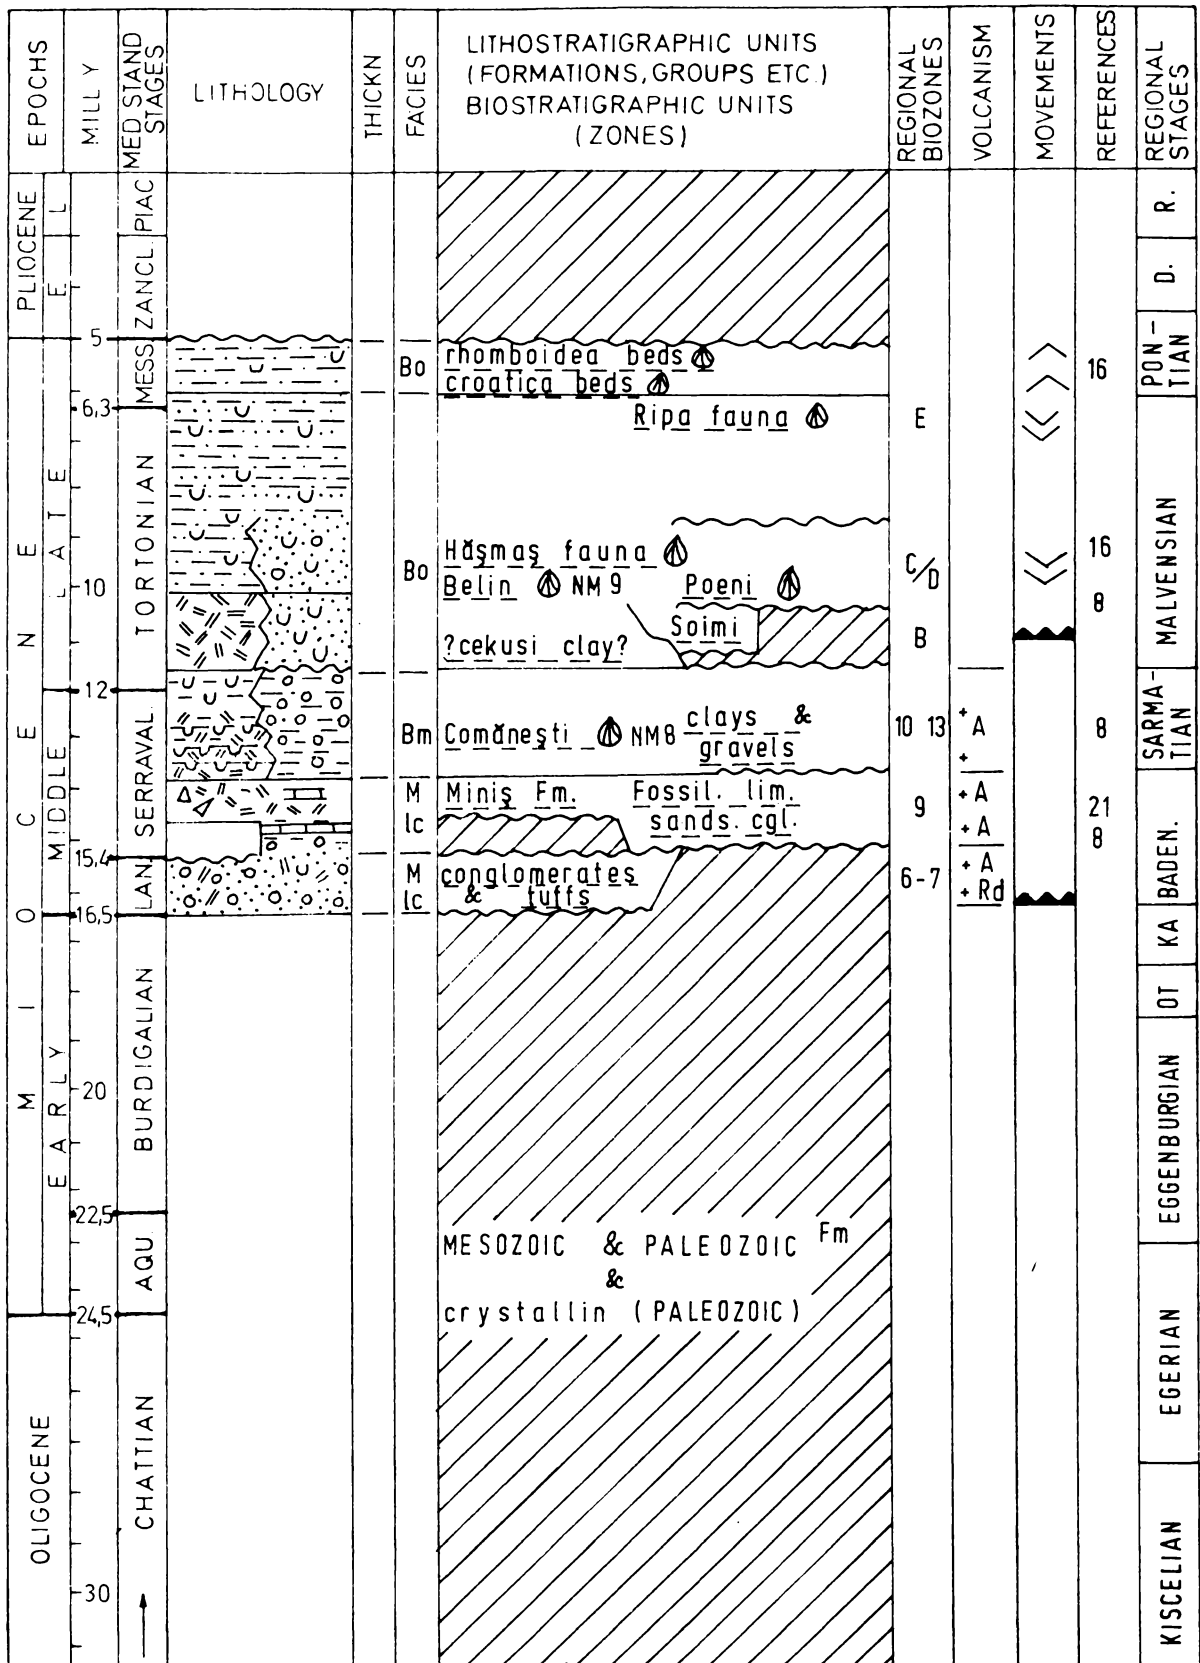 EPOCHS
MILL Y
MED STAND
STAGES
LITHOLOGY
THICKN
FACIES
LITHOSTRATIGRAPHIC UNITS
(FORMATIONS, GROUPS ETC.)
BIOSTRATIGRAPHIC UNITS
(ZONES)
REGIONAL
BIOZONES
VOLCANISM
MOVEMENTS
REFERENCES
REGIONAL
STAGES
PLIOCENE
E L
MIOCENE
EARLY MIDDLE LATE
OLIGOCENE
5
6,3
10
12
15,4
16,5
20
22,5
24,5
30
PIAC
ZANCL.
MESS.
TORTONIAN
SERRAVAL.
LAN
BURDIGALIAN
AQU
CHATTIAN
Bo
Bo
Bm
M
lc
M
lc
rhomboidea beds
croatica beds
Ripa fauna
Hăşmaş fauna
Belin NM 9 Poeni
Soimi
?cekusi clay?
Comăneşti NM8 clays &
gravels
Miniş Fm. Fossil. lim.
sands. cgl.
conglomerates
& tuffs
MESOZOIC & PALEOZOIC Fm
&
crystallin (PALEOZOIC)
E
C/D
B
10 13
9
6-7
+ A
+
+ A
+ A
+ A
+ Rd
16
16
8
8
21
8
R.
D.
PON-
TIAN
MALVENSIAN
SARMA-
TIAN
BADEN.
KA
OT
EGGENBURGIAN
EGERIAN
KISCELIAN